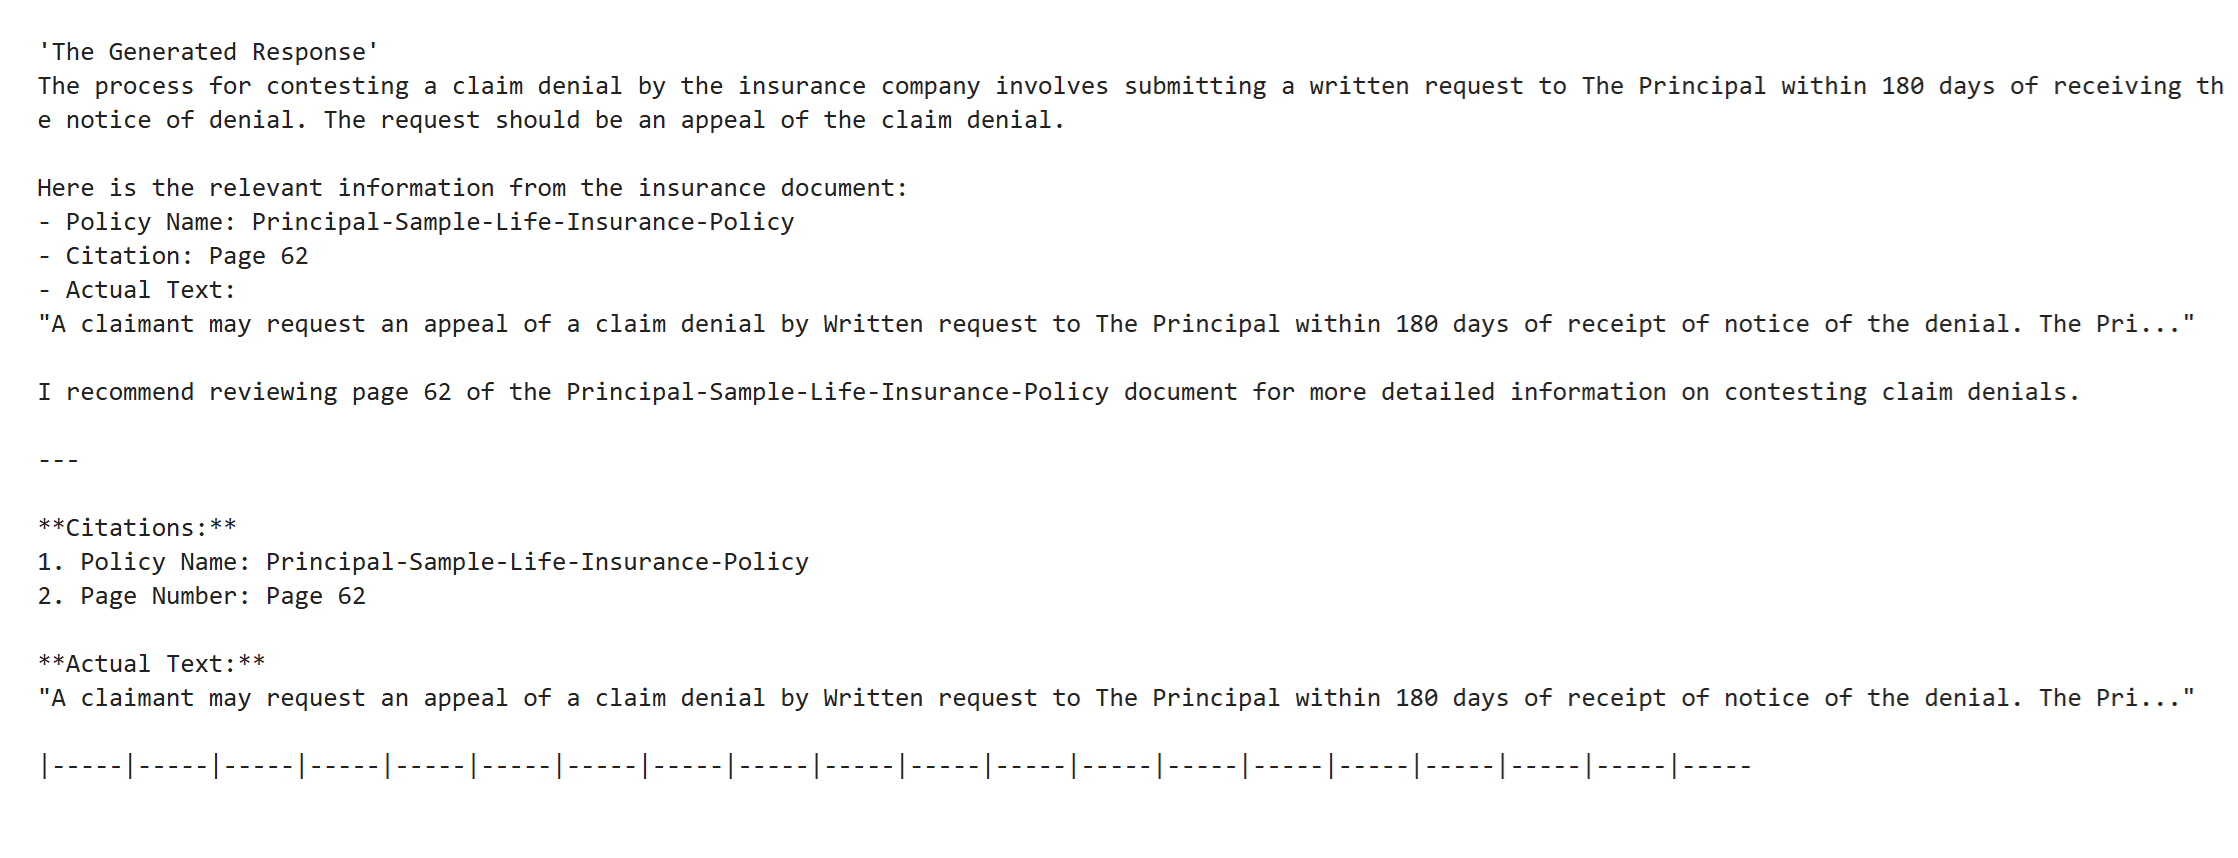 'The Generated Response'
The process for contesting a claim denial by the insurance company involves submitting a written request to The Principal within 180 days of receiving th
e notice of denial. The request should be an appeal of the claim denial.
Here is the relevant information from the insurance document:
- Policy Name: Principal-Sample-Life-Insurance-Policy
- Citation: Page 62
- Actual Text:
"A claimant may request an appeal of a claim denial by Written request to The Principal within 180 days of receipt of notice of the denial. The Pri..."
I recommend reviewing page 62 of the Principal-Sample-Life-Insurance-Policy document for more detailed information on contesting claim denials.
---
**Citations:**
1. Policy Name: Principal-Sample-Life-Insurance-Policy
2. Page Number: Page 62
**Actual Text:**
"A claimant may request an appeal of a claim denial by Written request to The Principal within 180 days of receipt of notice of the denial. The Pri..."
|-----|-----|-----|-----|-----|-----|-----|-----|-----|-----|-----|-----|-----|-----|-----|-----|-----|-----|-----|-----